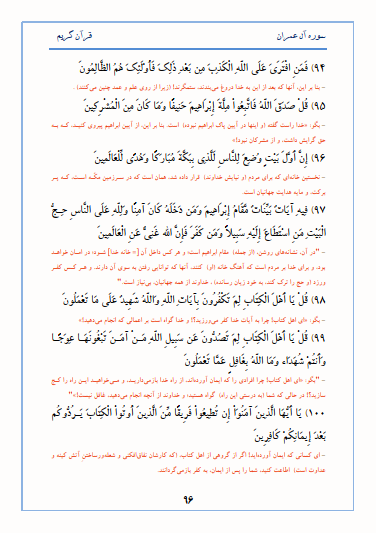 سوره آل عمران
قرآن کریم
(۹۴) فَمَنِ افْتَرَىٰ عَلَى اللَّهِ الْكَذِبَ مِن بَعْدِ ذَٰلِكَ فَأُولَٰئِكَ هُمُ الظَّالِمُونَ
- بنا بر این، آنها که بعد از این به خدا دروغ می‌بندند، ستمگرند! (زیرا از روی علم و عمد چنین می‌کنند).
(۹۵) قُلْ صَدَقَ اللَّهُ فَاتَّبِعُوا مِلَّةَ إِبْرَاهِيمَ حَنِيفًا وَمَا كَانَ مِنَ الْمُشْرِكِينَ
- بگو: «خدا راست گفته (و اینها در آیین پاک ابراهیم نبوده) است. بنا بر این، از آیین ابراهیم پیروی کنید، که به
حق گرایش داشت، و از مشرکان نبود!»
(۹۶) إِنَّ أَوَّلَ بَيْتٍ وُضِعَ لِلنَّاسِ لَلَّذِي بِبَكَّةَ مُبَارَكًا وَهُدًى لِّلْعَالَمِينَ
- نخستین خانه‌ای که برای مردم (و نیایش خداوند) قرار داده شد، همان است که در سرزمین مکّه است، که پر
برکت، و مایه هدایت جهانیان است.
(۹۷) فِيهِ آيَاتٌ بَيِّنَاتٌ مَّقَامُ إِبْرَاهِيمَ وَمَن دَخَلَهُ كَانَ آمِنًا وَلِلَّهِ عَلَى النَّاسِ حِجُّ
الْبَيْتِ مَنِ اسْتَطَاعَ إِلَيْهِ سَبِيلًا وَمَن كَفَرَ فَإِنَّ اللَّه غَنِيٌّ عَنِ الْعَالَمِينَ
- "در آن، نشانه‌های روشن، (از جمله) مقام ابراهیم است؛ و هر کس داخل آن [= خانه خدا] شود؛ در امان خواهد
بود، و برای خدا بر مردم است که آهنگ خانه (او) کنند، آنها که توانایی رفتن به سوی آن دارند. و هر کس کفر
ورزد (و حج را ترک کند، به خود زیان رسانده)، خداوند از همه جهانیان، بی‌نیاز است."
(۹۸) قُلْ يَا أَهْلَ الْكِتَابِ لِمَ تَكْفُرُونَ بِآيَاتِ اللَّهِ وَاللَّهُ شَهِيدٌ عَلَىٰ مَا تَعْمَلُونَ
- بگو: «ای اهل کتاب! چرا به آیات خدا کفر می‌ورزید؟! و خدا گواه است بر اعمالی که انجام می‌دهید!»
(۹۹) قُلْ يَا أَهْلَ الْكِتَابِ لِمَ تَصُدُّونَ عَن سَبِيلِ اللَّهِ مَنْ آمَنَ تَبْغُونَهَا عِوَجًا
وَأَنتُمْ شُهَدَاء وَمَا اللَّهُ بِغَافِلٍ عَمَّا تَعْمَلُونَ
- "بگو: «ای اهل کتاب! چرا افرادی را که ایمان آورده‌اند، از راه خدا بازمی‌دارید، و می‌خواهید این راه را کج
سازید؟! در حالی که شما (به درستی این راه) گواه هستید؛ و خداوند از آنچه انجام می‌دهید، غافل نیست!»"
(۱۰۰) يَا أَيُّهَا الَّذِينَ آمَنُوَاْ إِن تُطِيعُواْ فَرِيقًا مِّنَ الَّذِينَ أُوتُواْ الْكِتَابَ يَرُدُّوكُم
بَعْدَ إِيمَانِكُمْ كَافِرِينَ
- ای کسانی که ایمان آورده‌اید! اگر از گروهی از اهل کتاب، (که کارشان نفاق‌افکنی و شعله‌ورساختن آتش کینه و
عداوت است) اطاعت کنید، شما را پس از ایمان، به کفر بازمی‌گردانند.
۹۶